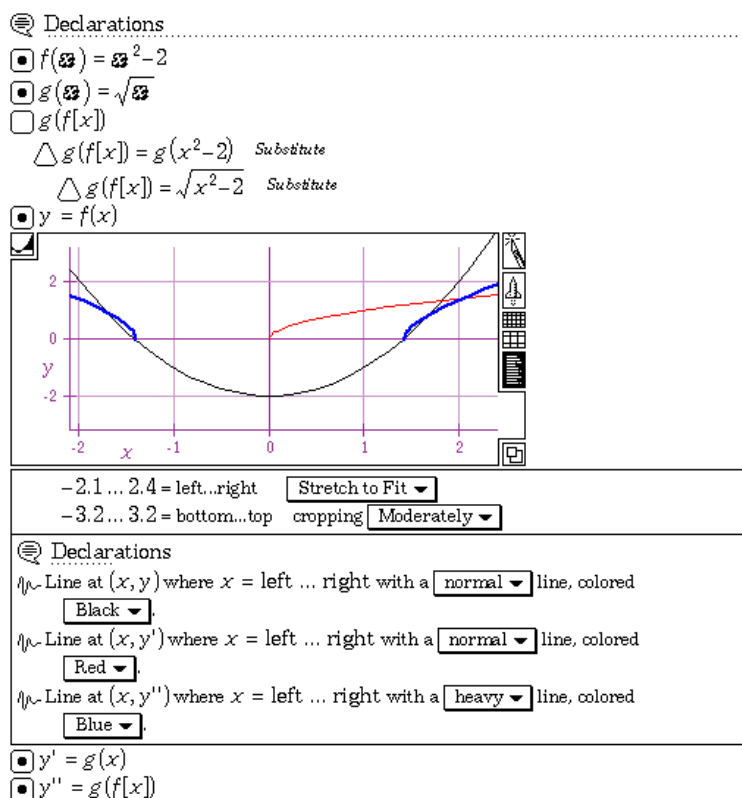 Declarations
f(⌘) = ⌘²−2
g(⌘) = √⌘
g(f[x])
g(f[x]) = g(x²−2) Substitute
g(f[x]) = √x²−2 Substitute
y = f(x)
2
0
y
-2
-2 x -1 0 1 2
−2.1 ... 2.4 = left...right Stretch to Fit
−3.2 ... 3.2 = bottom...top cropping Moderately
Declarations
Line at (x, y) where x = left ... right with a normal line, colored
Black .
Line at (x, y') where x = left ... right with a normal line, colored
Red .
Line at (x, y'') where x = left ... right with a heavy line, colored
Blue .
y' = g(x)
y'' = g(f[x])